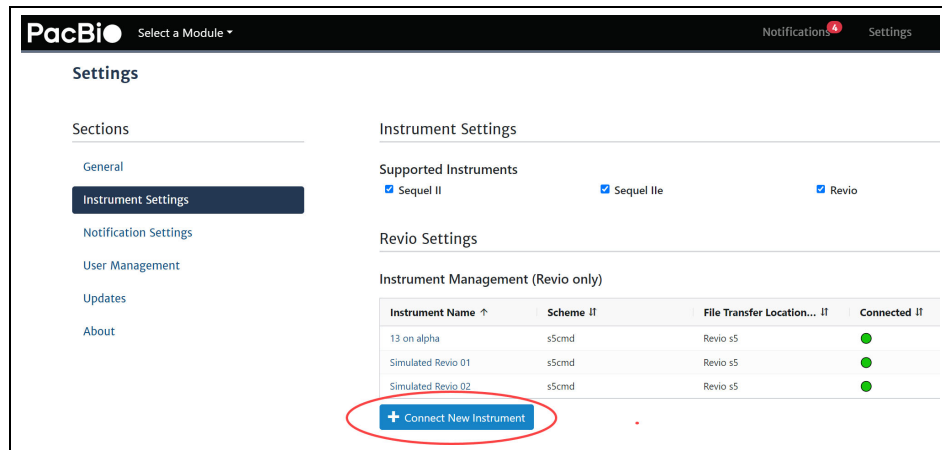 PacBio Select a Module Notifications 4 Settings
Settings
Sections
General
Instrument Settings
Notification Settings
User Management
Updates
About
Instrument Settings
Supported Instruments
Sequel II Sequel IIe Revio
Revio Settings
Instrument Management (Revio only)
Instrument Name ↑ Scheme File Transfer Location... Connected
13 on alpha s5cmd Revio s5
Simulated Revio 01 s5cmd Revio s5
Simulated Revio 02 s5cmd Revio s5
+ Connect New Instrument